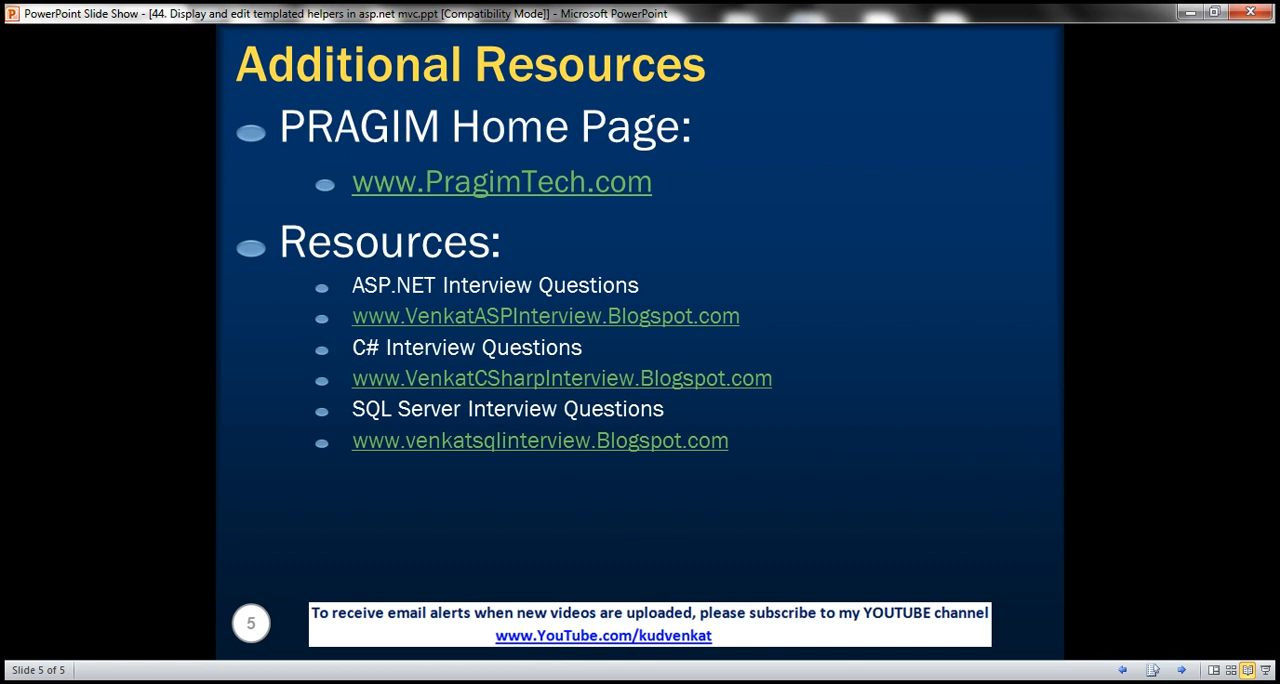 PowerPoint Slide Show - [44. Display and edit templated helpers in asp.net mvc.ppt [Compatibility Mode]] - Microsoft PowerPoint
Additional Resources
PRAGIM Home Page:
www.PragimTech.com
Resources:
ASP.NET Interview Questions
www.VenkatASPInterview.Blogspot.com
C# Interview Questions
www.VenkatCSharpInterview.Blogspot.com
SQL Server Interview Questions
www.venkatsqlinterview.Blogspot.com
5
To receive email alerts when new videos are uploaded, please subscribe to my YOUTUBE channel
www.YouTube.com/kudvenkat
Slide 5 of 5